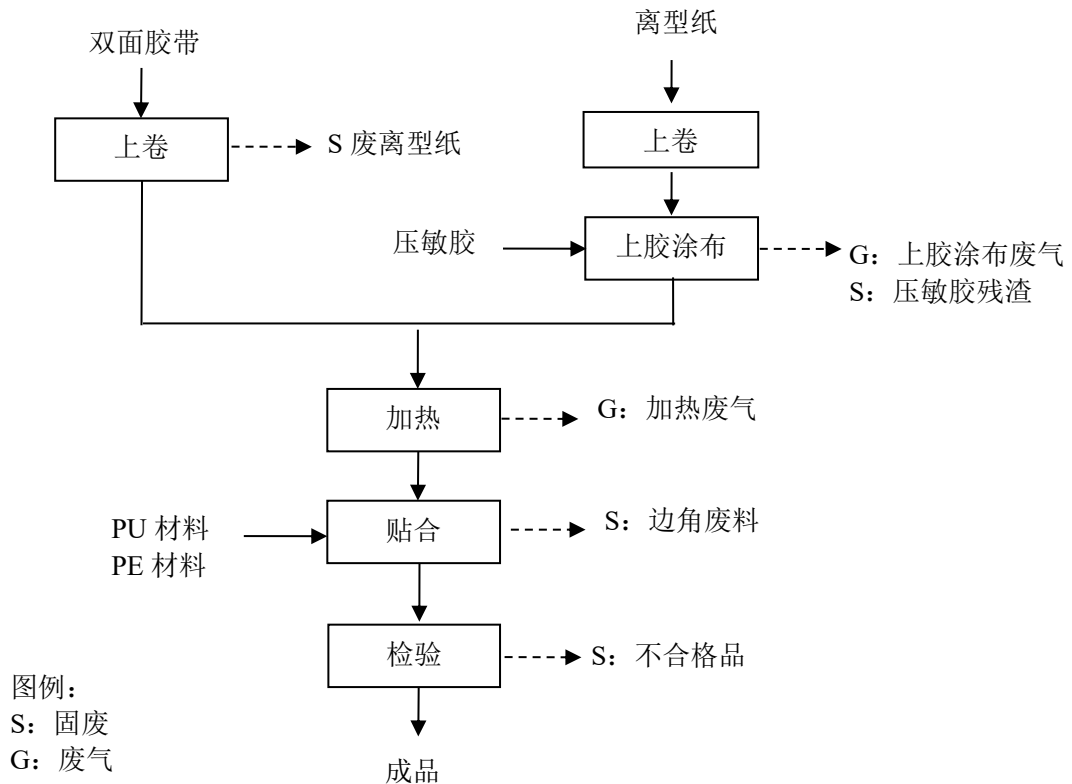 双面胶带
离型纸
上卷
S 废离型纸
上卷
压敏胶
上胶涂布
G：上胶涂布废气
S：压敏胶残渣
加热
G：加热废气
PU 材料
PE 材料
贴合
S：边角废料
检验
S：不合格品
图例：
S：固废
G：废气
成品